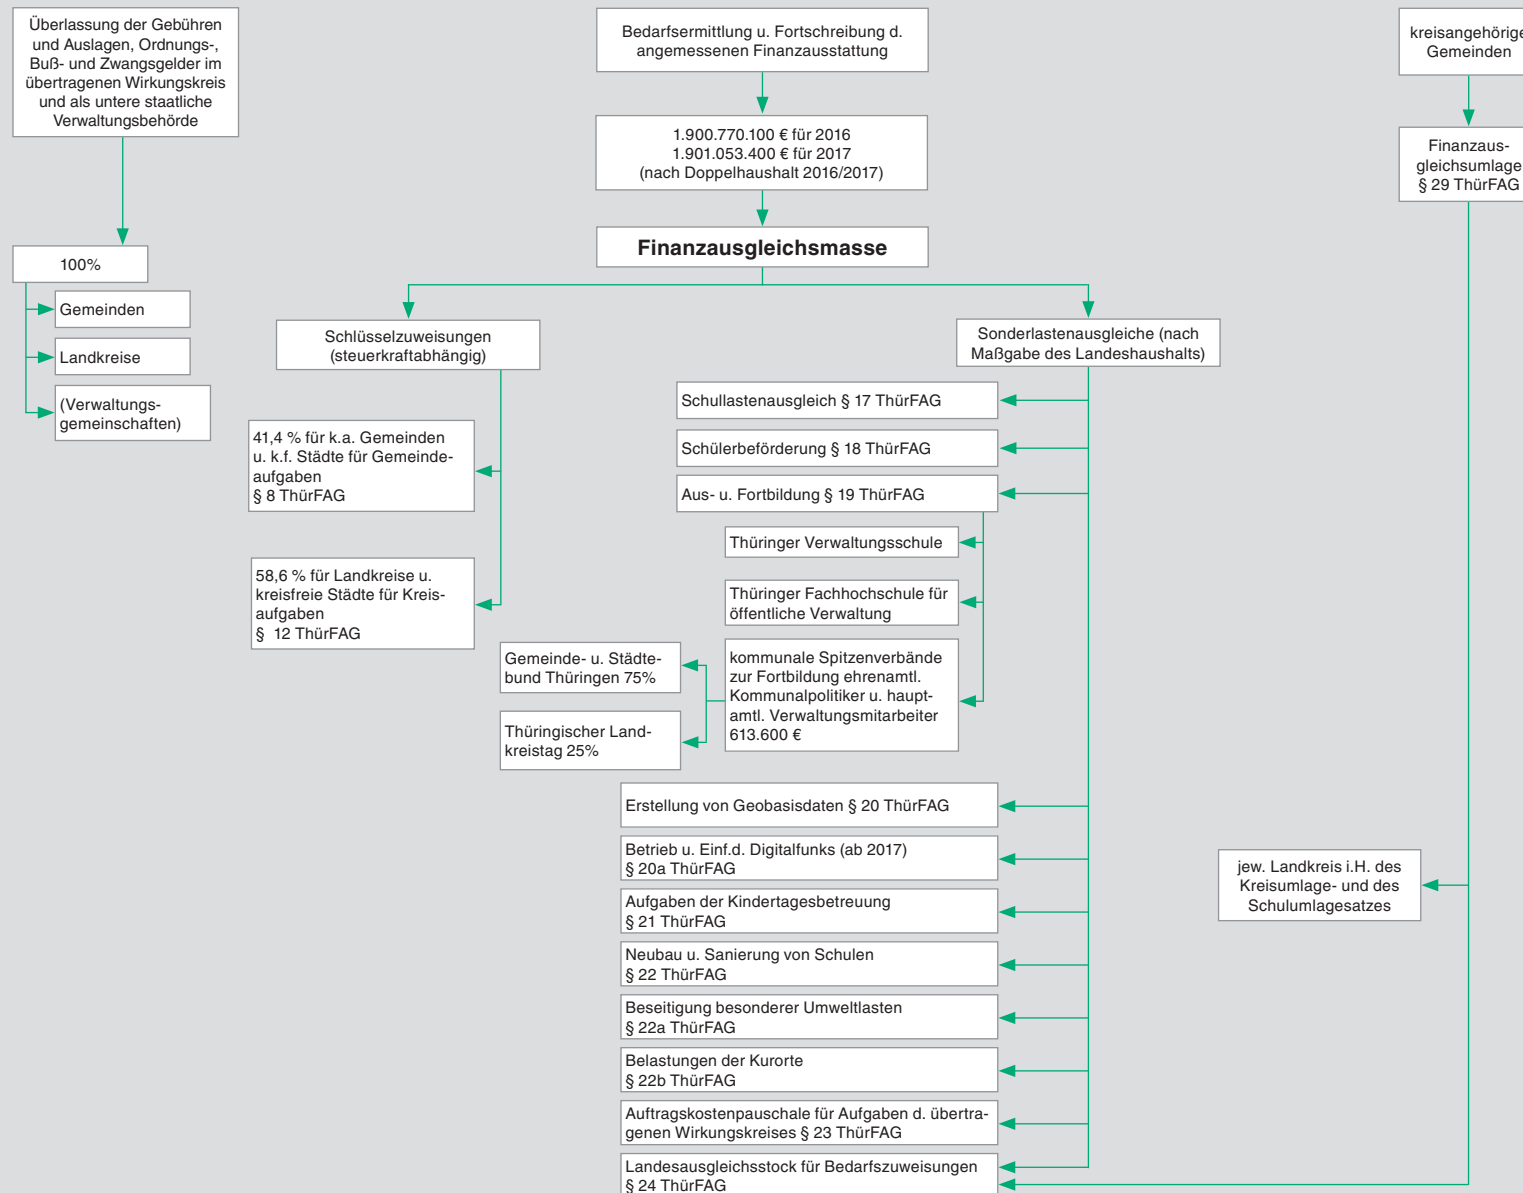 Überlassung der Gebühren
und Auslagen, Ordnungs-,
Buß- und Zwangsgelder im
übertragenen Wirkungskreis
und als untere staatliche
Verwaltungsbehörde
100%
Gemeinden
Landkreise
(Verwaltungs-
gemeinschaften)
Bedarfsermittlung u. Fortschreibung d.
angemessenen Finanzausstattung
1.900.770.100 € für 2016
1.901.053.400 € für 2017
(nach Doppelhaushalt 2016/2017)
Finanzausgleichsmasse
Schlüsselzuweisungen
(steuerkraftabhängig)
41,4 % für k.a. Gemeinden
u. k.f. Städte für Gemeinde-
aufgaben
§ 8 ThürFAG
58,6 % für Landkreise u.
kreisfreie Städte für Kreis-
aufgaben
§ 12 ThürFAG
Sonderlastenausgleiche (nach
Maßgabe des Landeshaushalts)
Schullastenausgleich § 17 ThürFAG
Schülerbeförderung § 18 ThürFAG
Aus- u. Fortbildung § 19 ThürFAG
Thüringer Verwaltungsschule
Thüringer Fachhochschule für
öffentliche Verwaltung
kommunale Spitzenverbände
zur Fortbildung ehrenamtl.
Kommunalpolitiker u. haupt-
amtl. Verwaltungsmitarbeiter
613.600 €
Gemeinde- u. Städte-
bund Thüringen 75%
Thüringischer Land-
kreistag 25%
Erstellung von Geobasisdaten § 20 ThürFAG
Betrieb u. Einf.d. Digitalfunks (ab 2017)
§ 20a ThürFAG
Aufgaben der Kindertagesbetreuung
§ 21 ThürFAG
Neubau u. Sanierung von Schulen
§ 22 ThürFAG
Beseitigung besonderer Umweltlasten
§ 22a ThürFAG
Belastungen der Kurorte
§ 22b ThürFAG
Auftragskostenpauschale für Aufgaben d. übertra-
genen Wirkungskreises § 23 ThürFAG
Landesausgleichsstock für Bedarfszuweisungen
§ 24 ThürFAG
kreisangehörige
Gemeinden
Finanzaus-
gleichsumlage
§ 29 ThürFAG
jew. Landkreis i.H. des
Kreisumlage- und des
Schulumlagesatzes